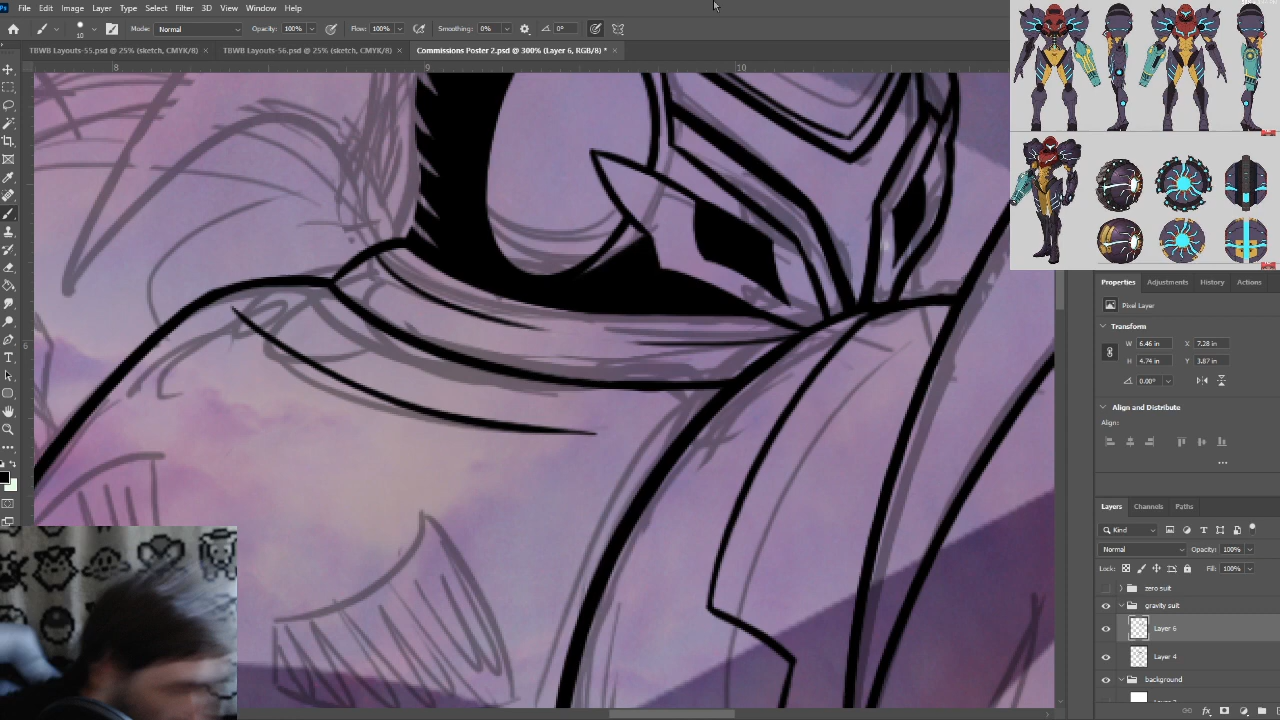 File Edit Image Layer Type Select Filter 3D View Window Help
10 Mode: Normal Opacity: 100% Flow: 100% Smoothing: 0% 0°
TBWB Layouts-55.psd @ 25% (sketch, CMYK/8) × TBWB Layouts-56.psd @ 25% (sketch, CMYK/8) × Commissions Poster 2.psd @ 300% (Layer 6, RGB/8) * ×
8 9 10
6
Properties Adjustments History Actions
Pixel Layer
Transform
W 6.46 in X 7.28 in
H 4.74 in Y 3.87 in
0.00°
Align and Distribute
Align:
...
Layers Channels Paths
Kind
Normal Opacity: 100%
Lock: Fill: 100%
zero suit
gravity suit
Layer 6
Layer 4
background
fx